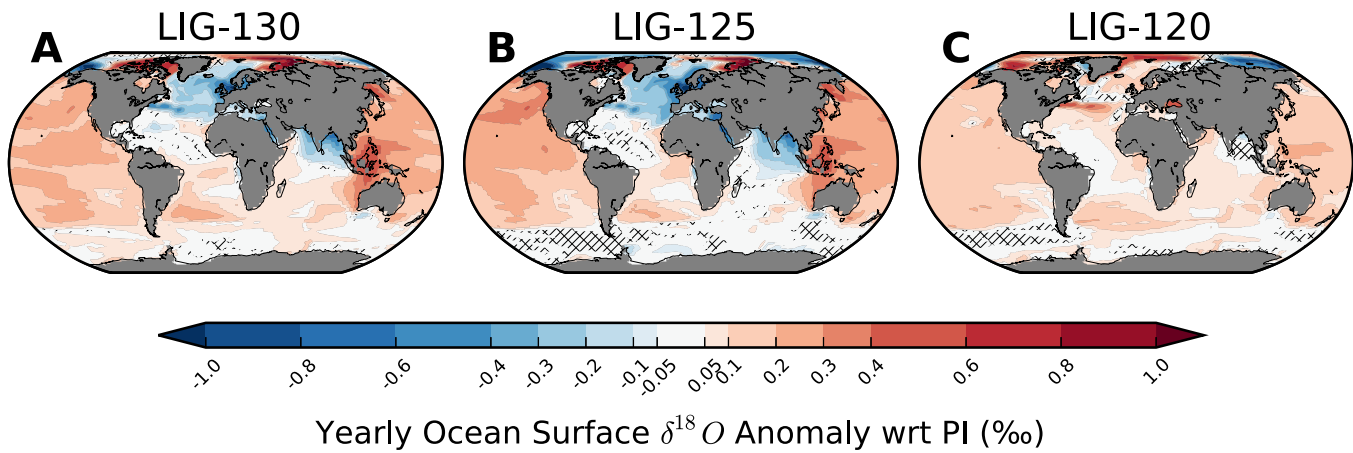 LIG-130
LIG-125
LIG-120
A
B
C
-1.0
-0.8
-0.6
-0.4
-0.3
-0.2
-0.1
-0.05
0.05
0.1
0.2
0.3
0.4
0.6
0.8
1.0
Yearly Ocean Surface δ¹⁸O Anomaly wrt PI (‰)